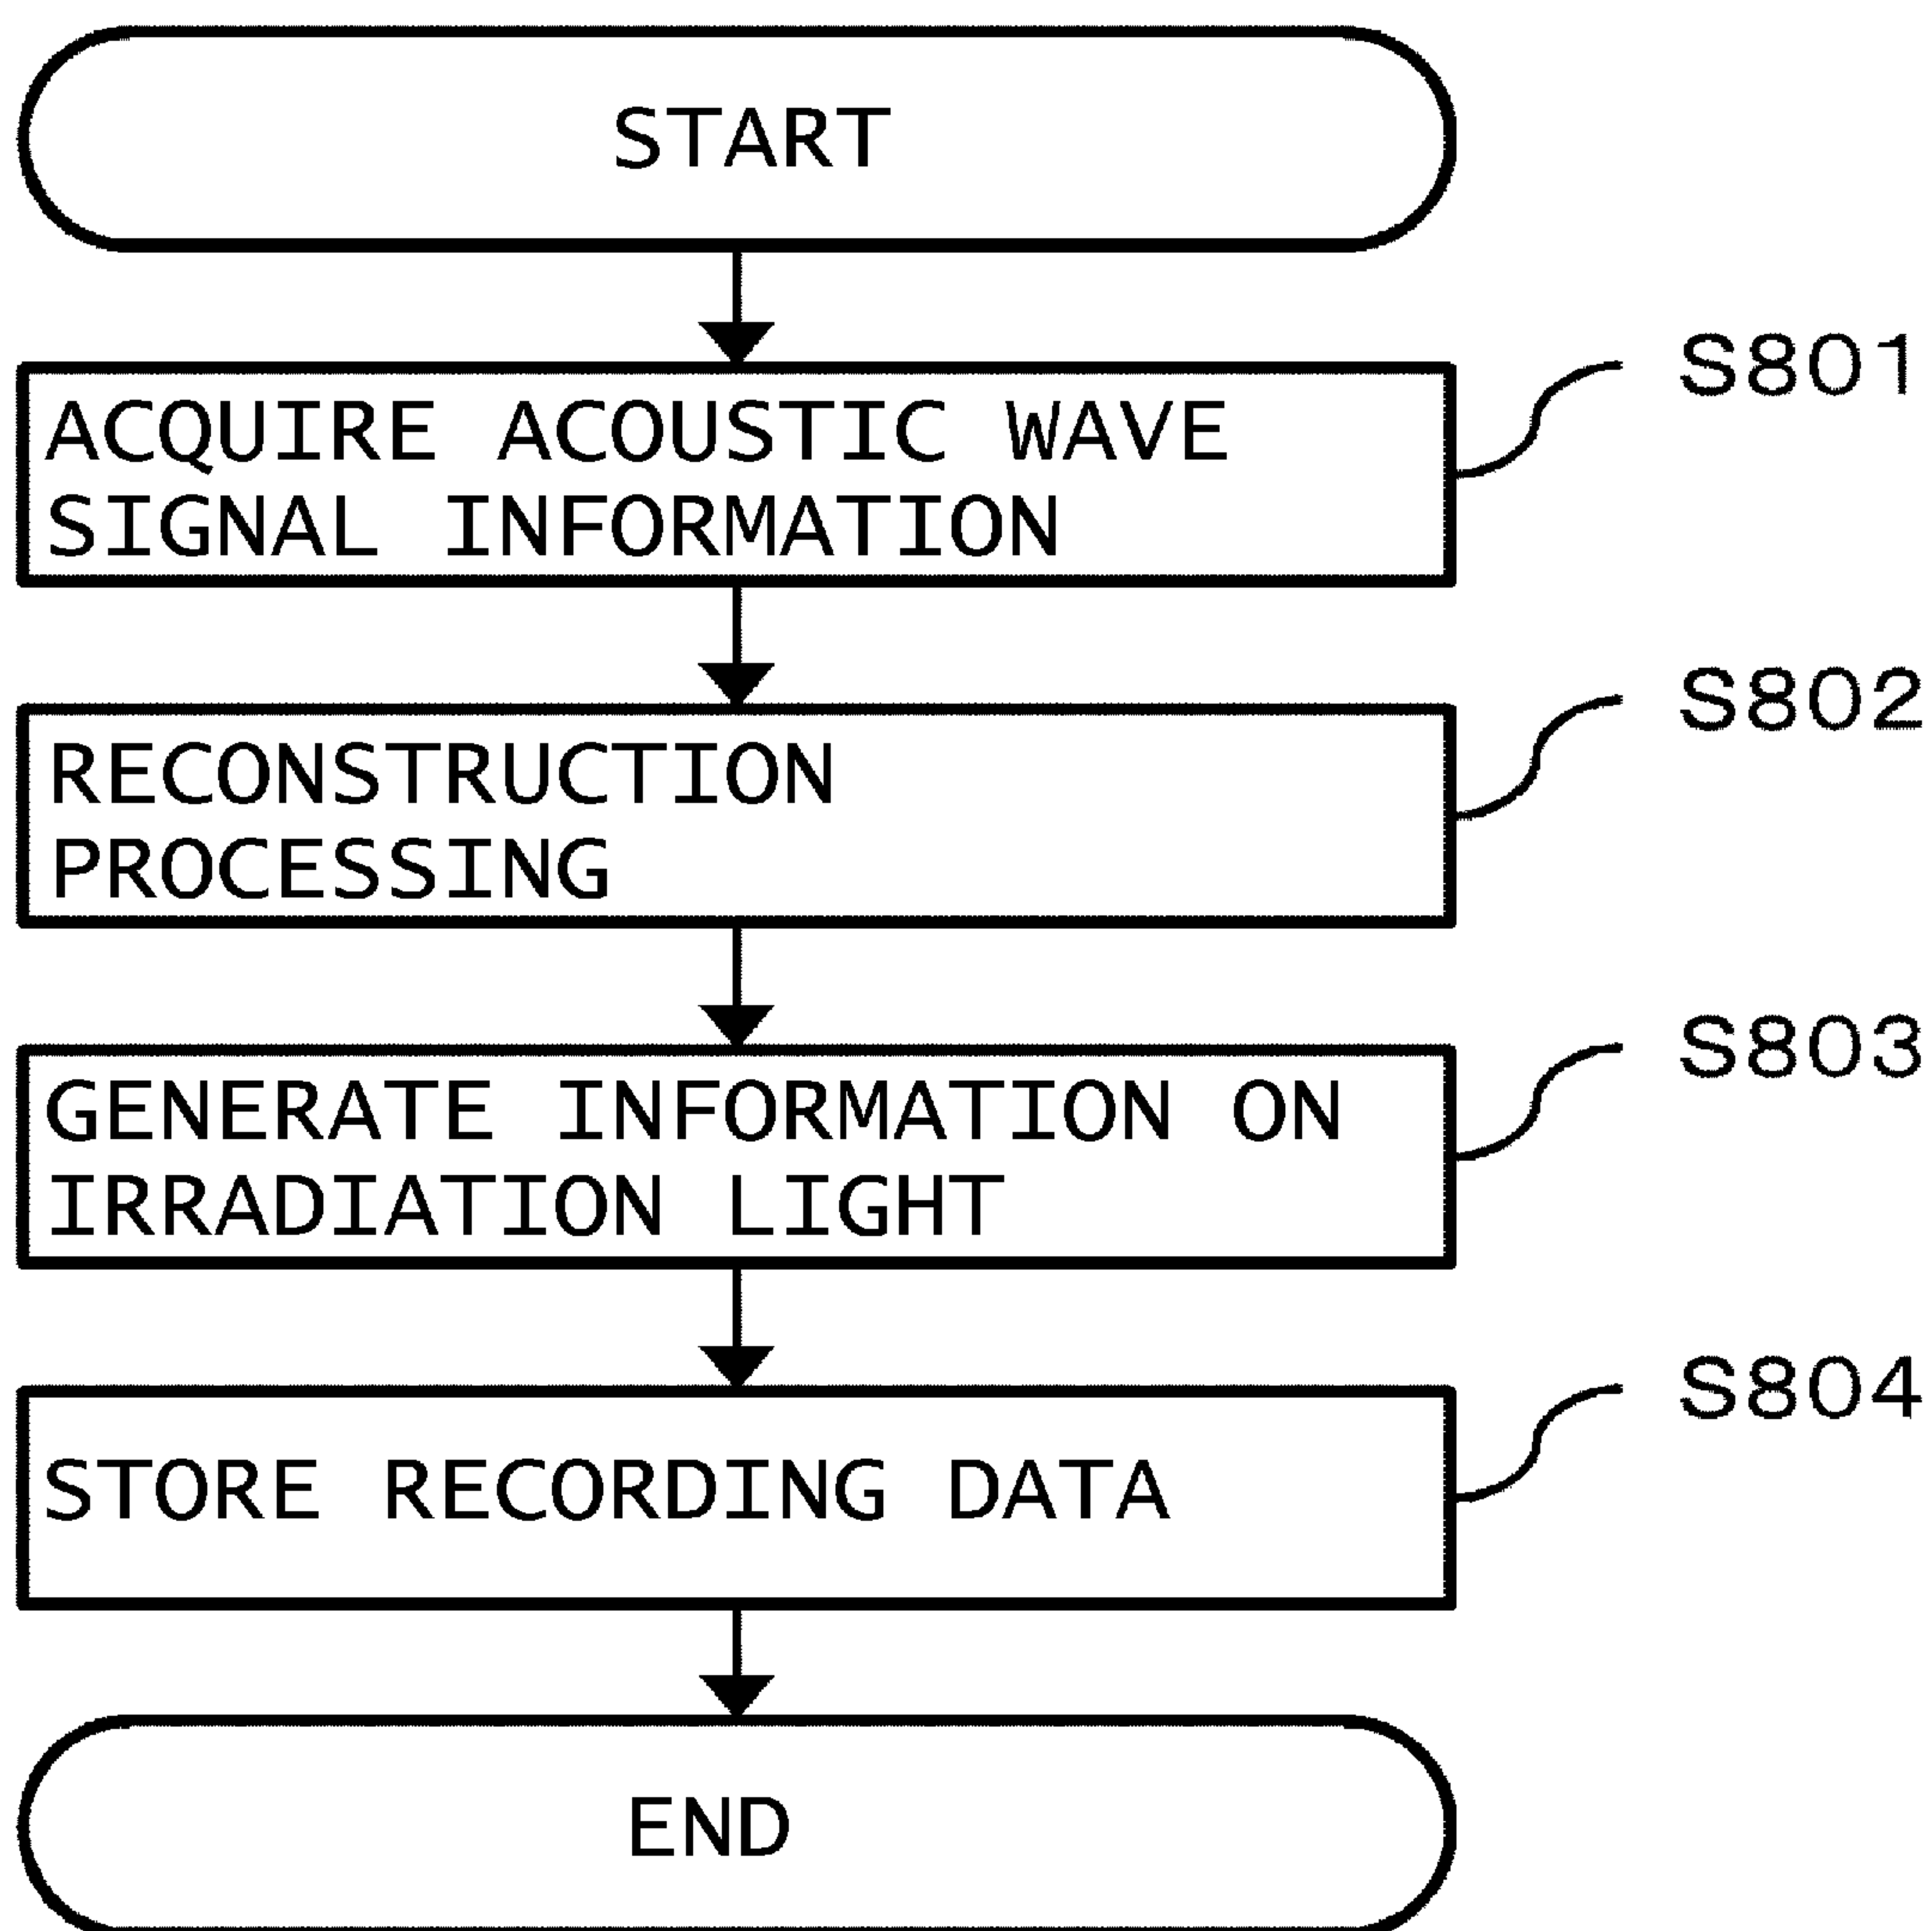 START
ACQUIRE ACOUSTIC WAVE
SIGNAL INFORMATION
S801
RECONSTRUCTION
PROCESSING
S802
GENERATE INFORMATION ON
IRRADIATION LIGHT
S803
STORE RECORDING DATA
S804
END